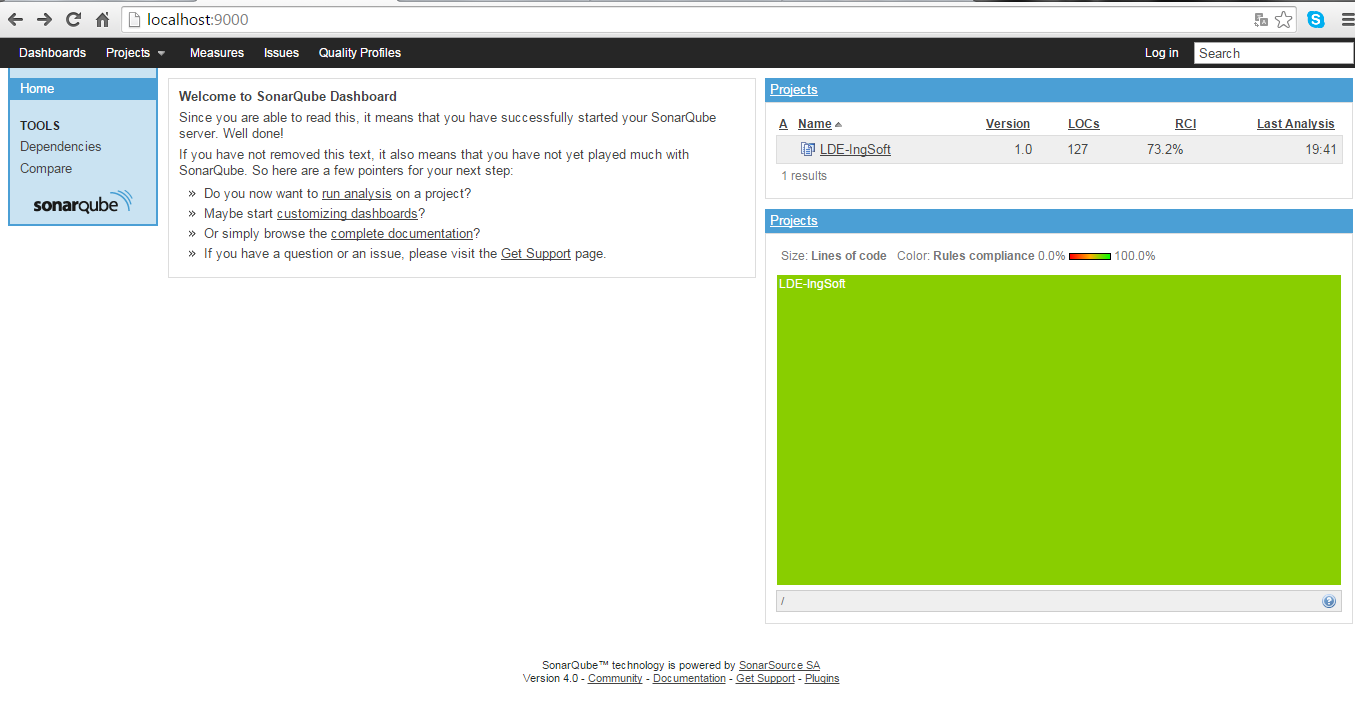 localhost:9000
Dashboards Projects Measures Issues Quality Profiles Log in Search
Home
TOOLS
Dependencies
Compare
sonarqube
Welcome to SonarQube Dashboard
Since you are able to read this, it means that you have successfully started your SonarQube
server. Well done!
If you have not removed this text, it also means that you have not yet played much with
SonarQube. So here are a few pointers for your next step:
» Do you now want to run analysis on a project?
» Maybe start customizing dashboards?
» Or simply browse the complete documentation?
» If you have a question or an issue, please visit the Get Support page.
Projects
A Name Version LOCs RCI Last Analysis
LDE-IngSoft 1.0 127 73.2% 19:41
1 results
Projects
Size: Lines of code Color: Rules compliance 0.0% 100.0%
LDE-IngSoft
/
SonarQube™ technology is powered by SonarSource SA
Version 4.0 - Community - Documentation - Get Support - Plugins